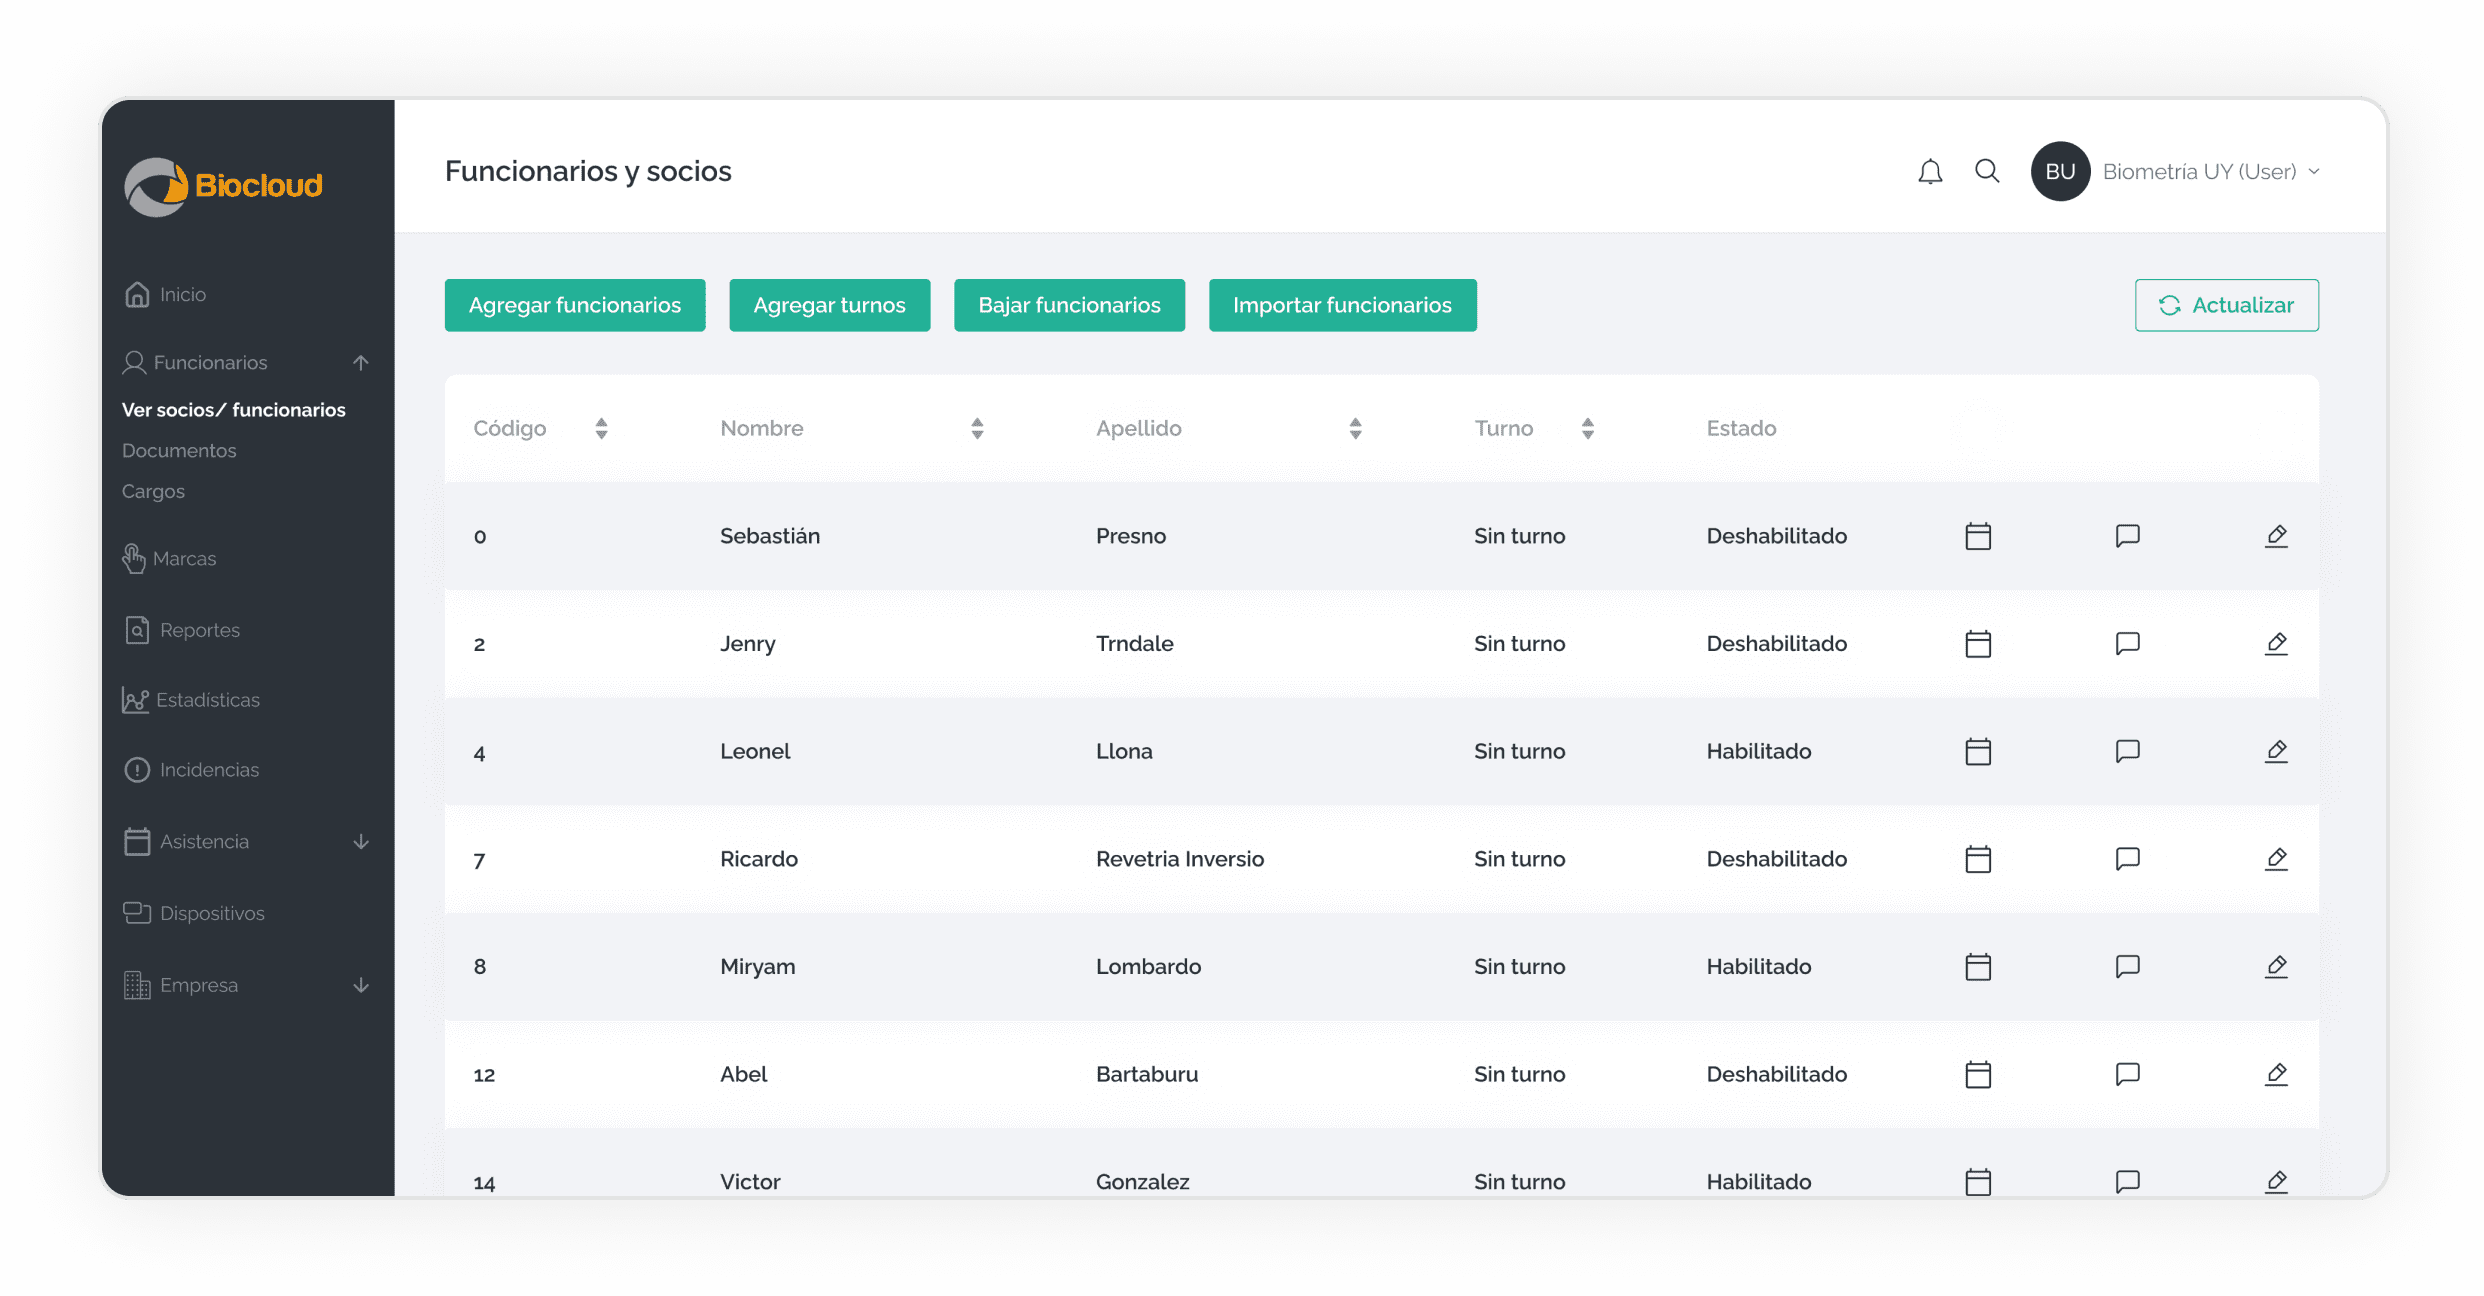 Biocloud
Inicio
Funcionarios
Ver socios/ funcionarios
Documentos
Cargos
Marcas
Reportes
Estadísticas
Incidencias
Asistencia
Dispositivos
Empresa
Funcionarios y socios
BU Biometría UY (User)
Agregar funcionarios Agregar turnos Bajar funcionarios Importar funcionarios Actualizar
Código Nombre Apellido Turno Estado
0 Sebastián Presno Sin turno Deshabilitado
2 Jenry Trndale Sin turno Deshabilitado
4 Leonel Llona Sin turno Habilitado
7 Ricardo Revetria Inversio Sin turno Deshabilitado
8 Miryam Lombardo Sin turno Habilitado
12 Abel Bartaburu Sin turno Deshabilitado
14 Victor Gonzalez Sin turno Habilitado